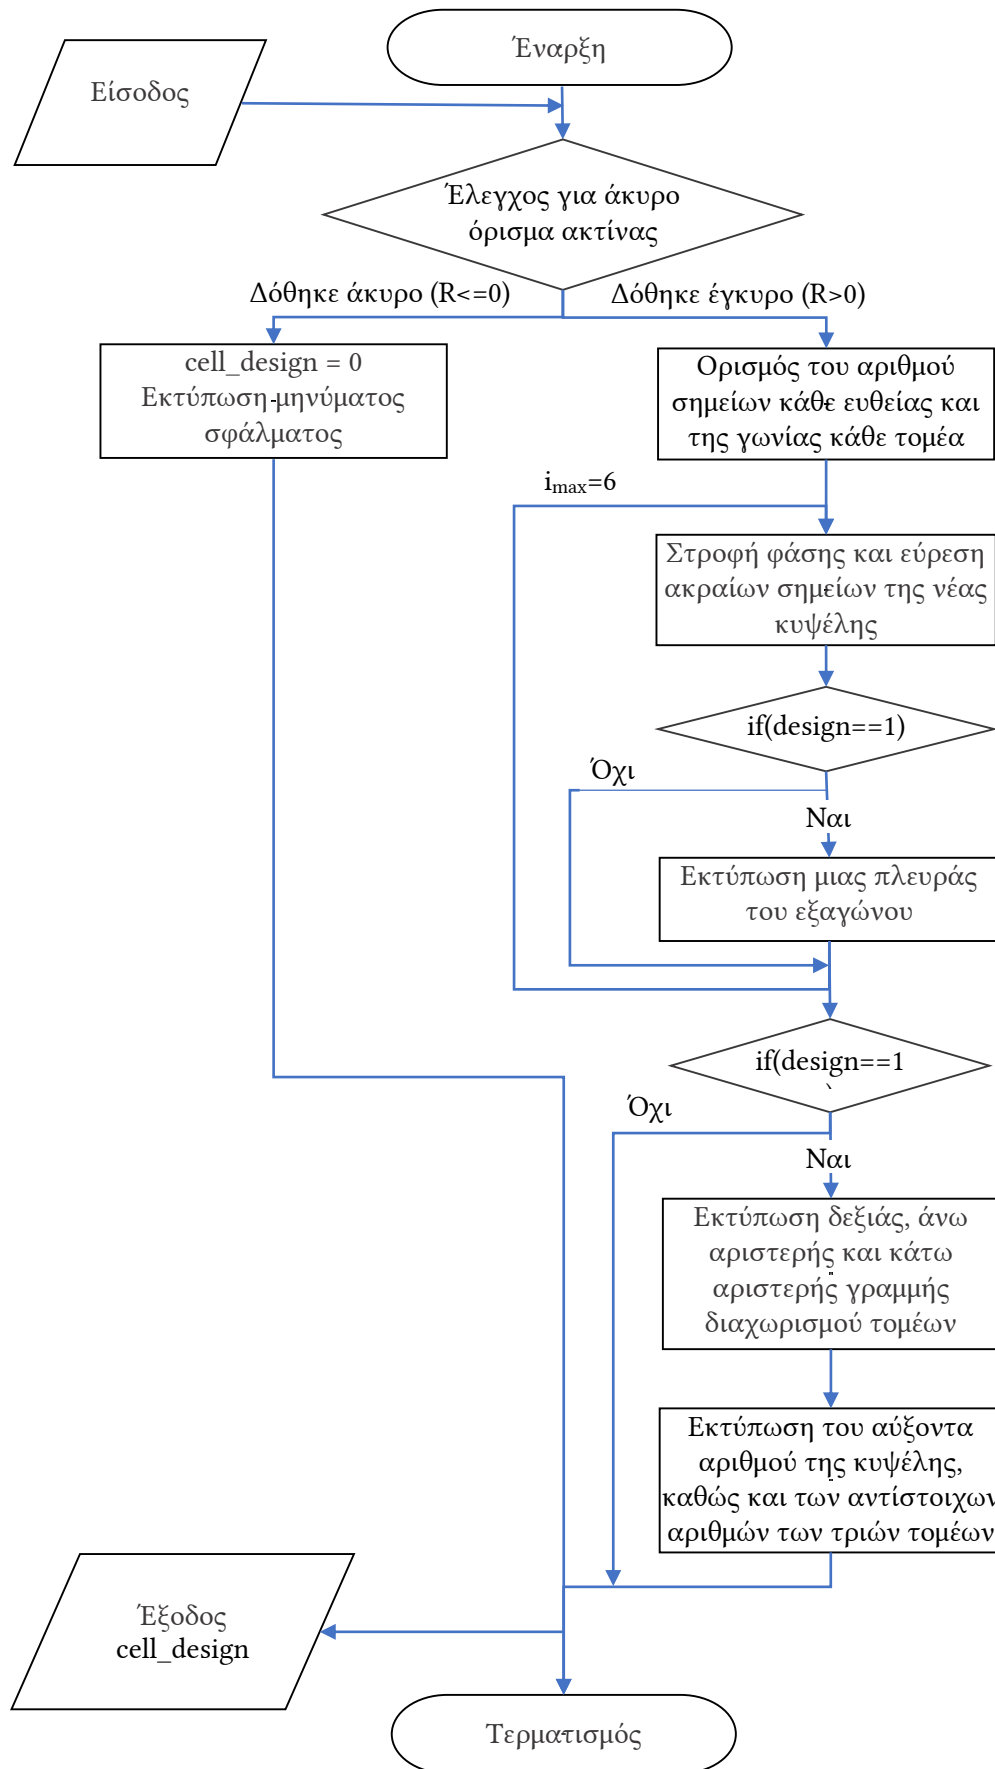 Έναρξη
Είσοδος
Έλεγχος για άκυρο
όρισμα ακτίνας
Δόθηκε άκυρο (R<=0)
Δόθηκε έγκυρο (R>0)
cell_design = 0
Εκτύπωση μηνύματος
σφάλματος
Ορισμός του αριθμού
σημείων κάθε ευθείας και
της γωνίας κάθε τομέα
imax=6
Στροφή φάσης και εύρεση
ακραίων σημείων της νέας
κυψέλης
if(design==1)
Όχι
Ναι
Εκτύπωση μιας πλευράς
του εξαγώνου
if(design==1
Όχι
Ναι
Εκτύπωση δεξιάς, άνω
αριστερής και κάτω
αριστερής γραμμής
διαχωρισμού τομέων
Εκτύπωση του αύξοντα
αριθμού της κυψέλης,
καθώς και των αντίστοιχων
αριθμών των τριών τομέων
Έξοδος
cell_design
Τερματισμός